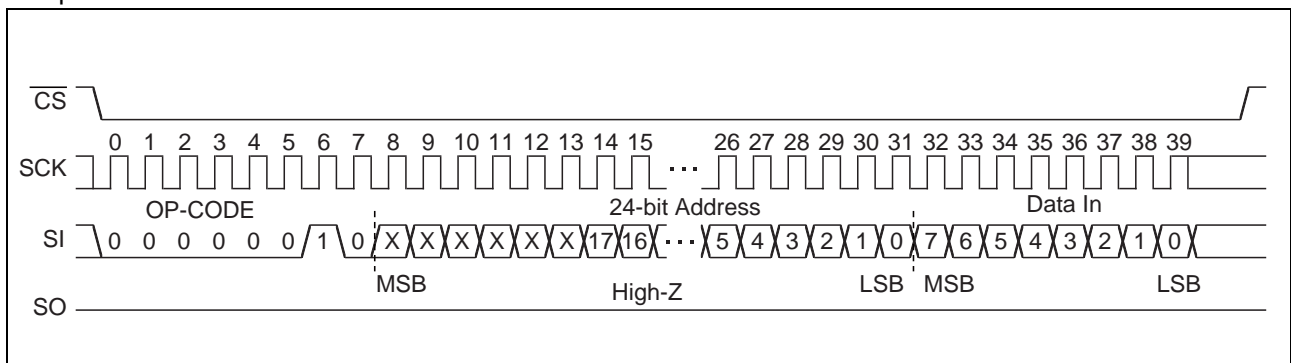 CS
0 1 2 3 4 5 6 7 8 9 10 11 12 13 14 15 26 27 28 29 30 31 32 33 34 35 36 37 38 39
SCK ...
OP-CODE 24-bit Address Data In
SI 0 0 0 0 0 0 1 0 X X X X X X 17 16 ... 5 4 3 2 1 0 7 6 5 4 3 2 1 0
MSB High-Z LSB MSB LSB
SO